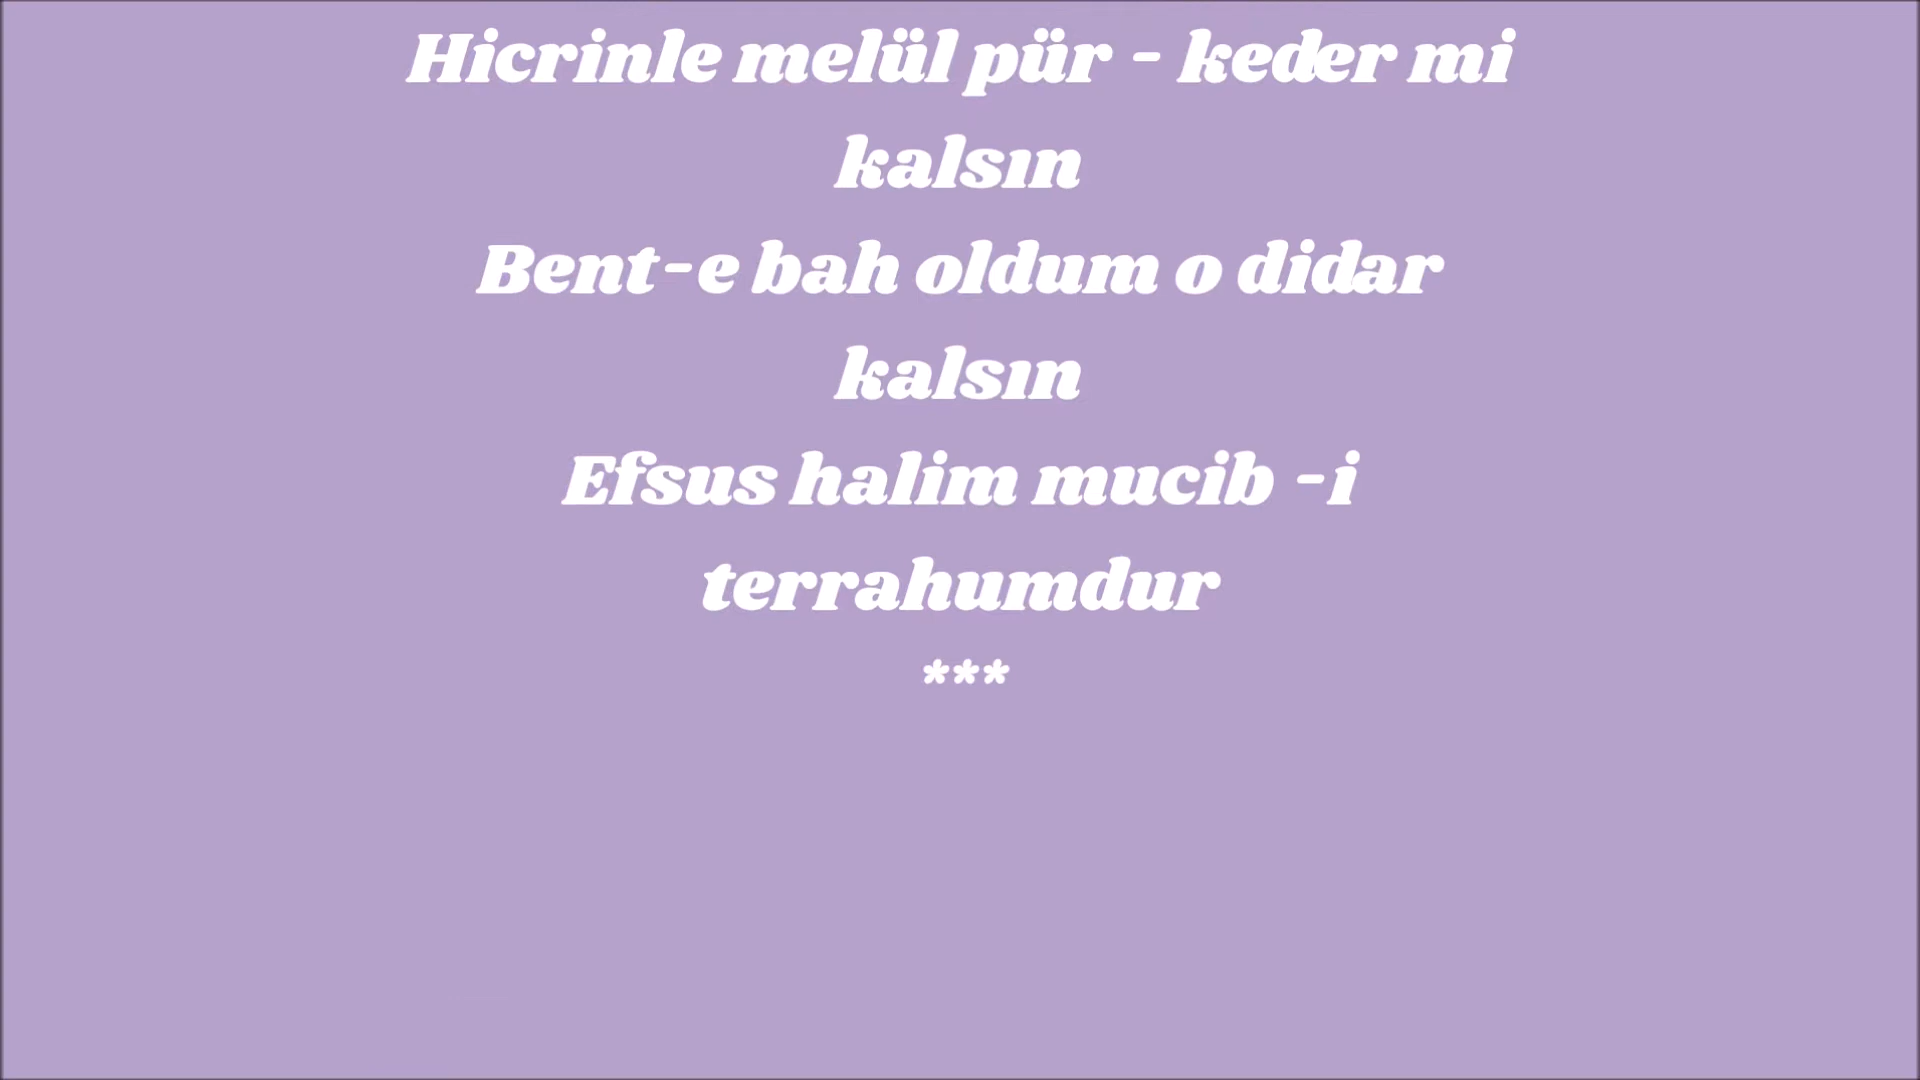 Hicrinle melül pür - keder mi
kalsın
Bent-e bah oldum o didar
kalsın
Efsus halim mucib -i
terrahumdur
***